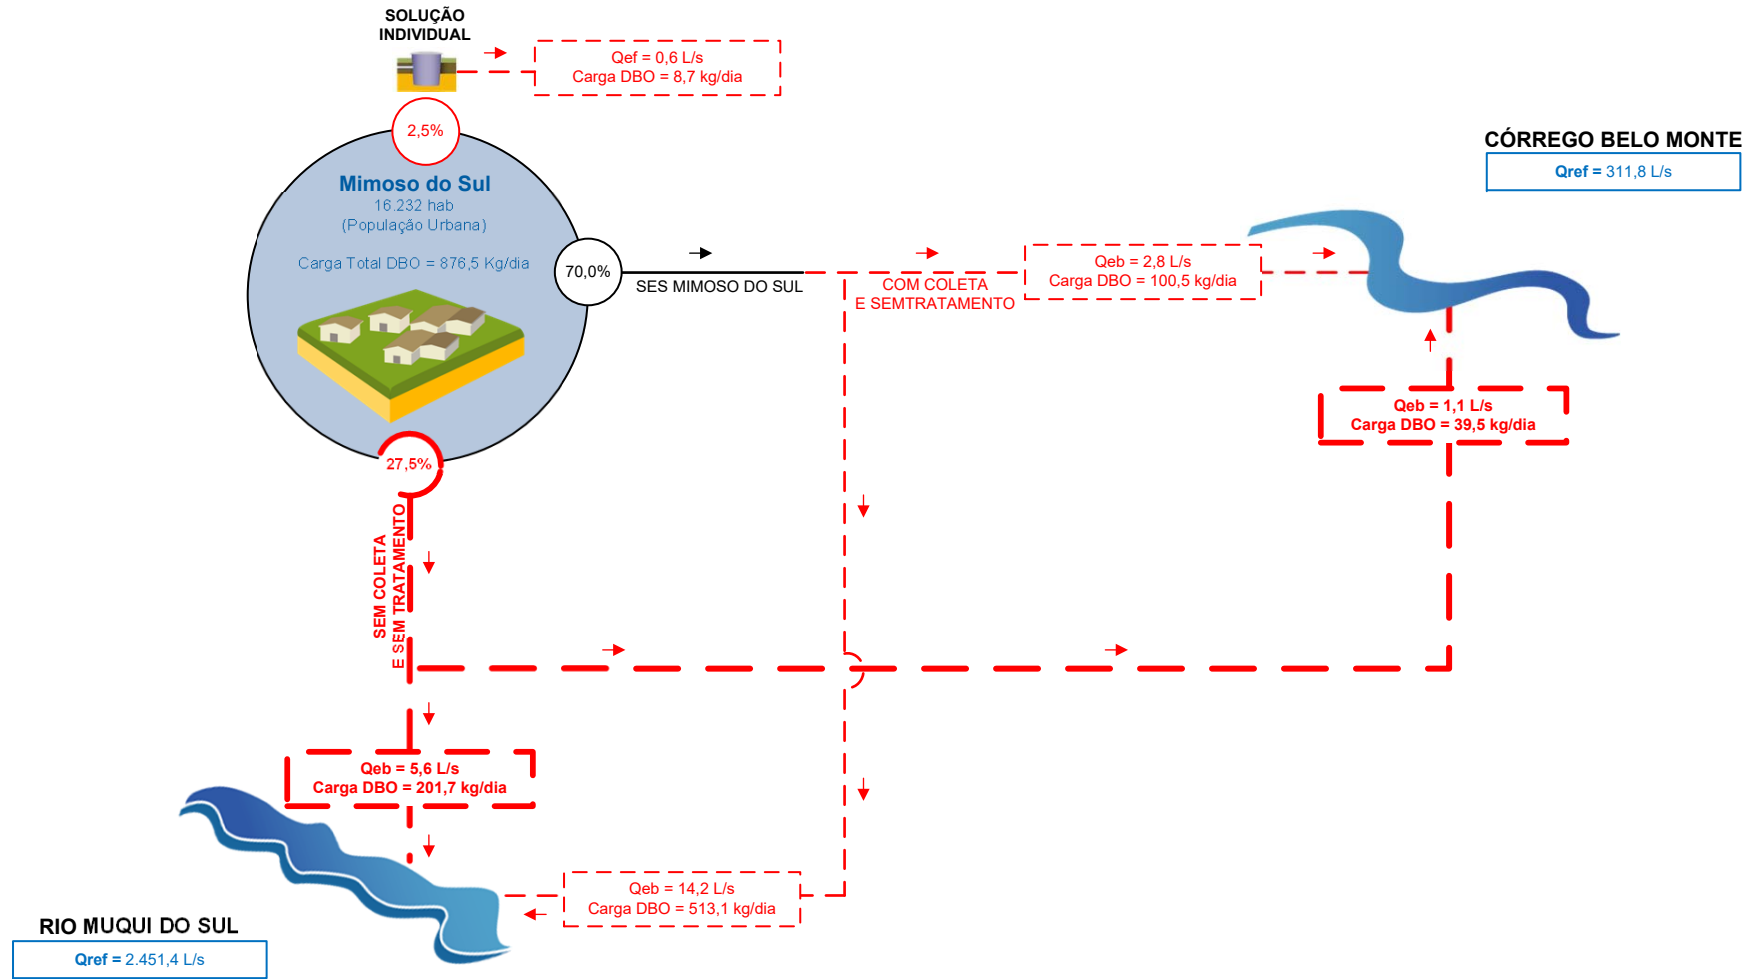 SOLUÇÃO
INDIVIDUAL
Qef = 0,6 L/s
Carga DBO = 8,7 kg/dia
2,5%
Mimoso do Sul
16.232 hab
(População Urbana)
Carga Total DBO = 876,5 Kg/dia
70,0%
SES MIMOSO DO SUL
COM COLETA
E SEMTRATAMENTO
Qeb = 2,8 L/s
Carga DBO = 100,5 kg/dia
CÓRREGO BELO MONTE
Qref = 311,8 L/s
Qeb = 1,1 L/s
Carga DBO = 39,5 kg/dia
27,5%
SEM COLETA
E SEM TRATAMENTO
Qeb = 5,6 L/s
Carga DBO = 201,7 kg/dia
Qeb = 14,2 L/s
Carga DBO = 513,1 kg/dia
RIO MUQUI DO SUL
Qref = 2.451,4 L/s